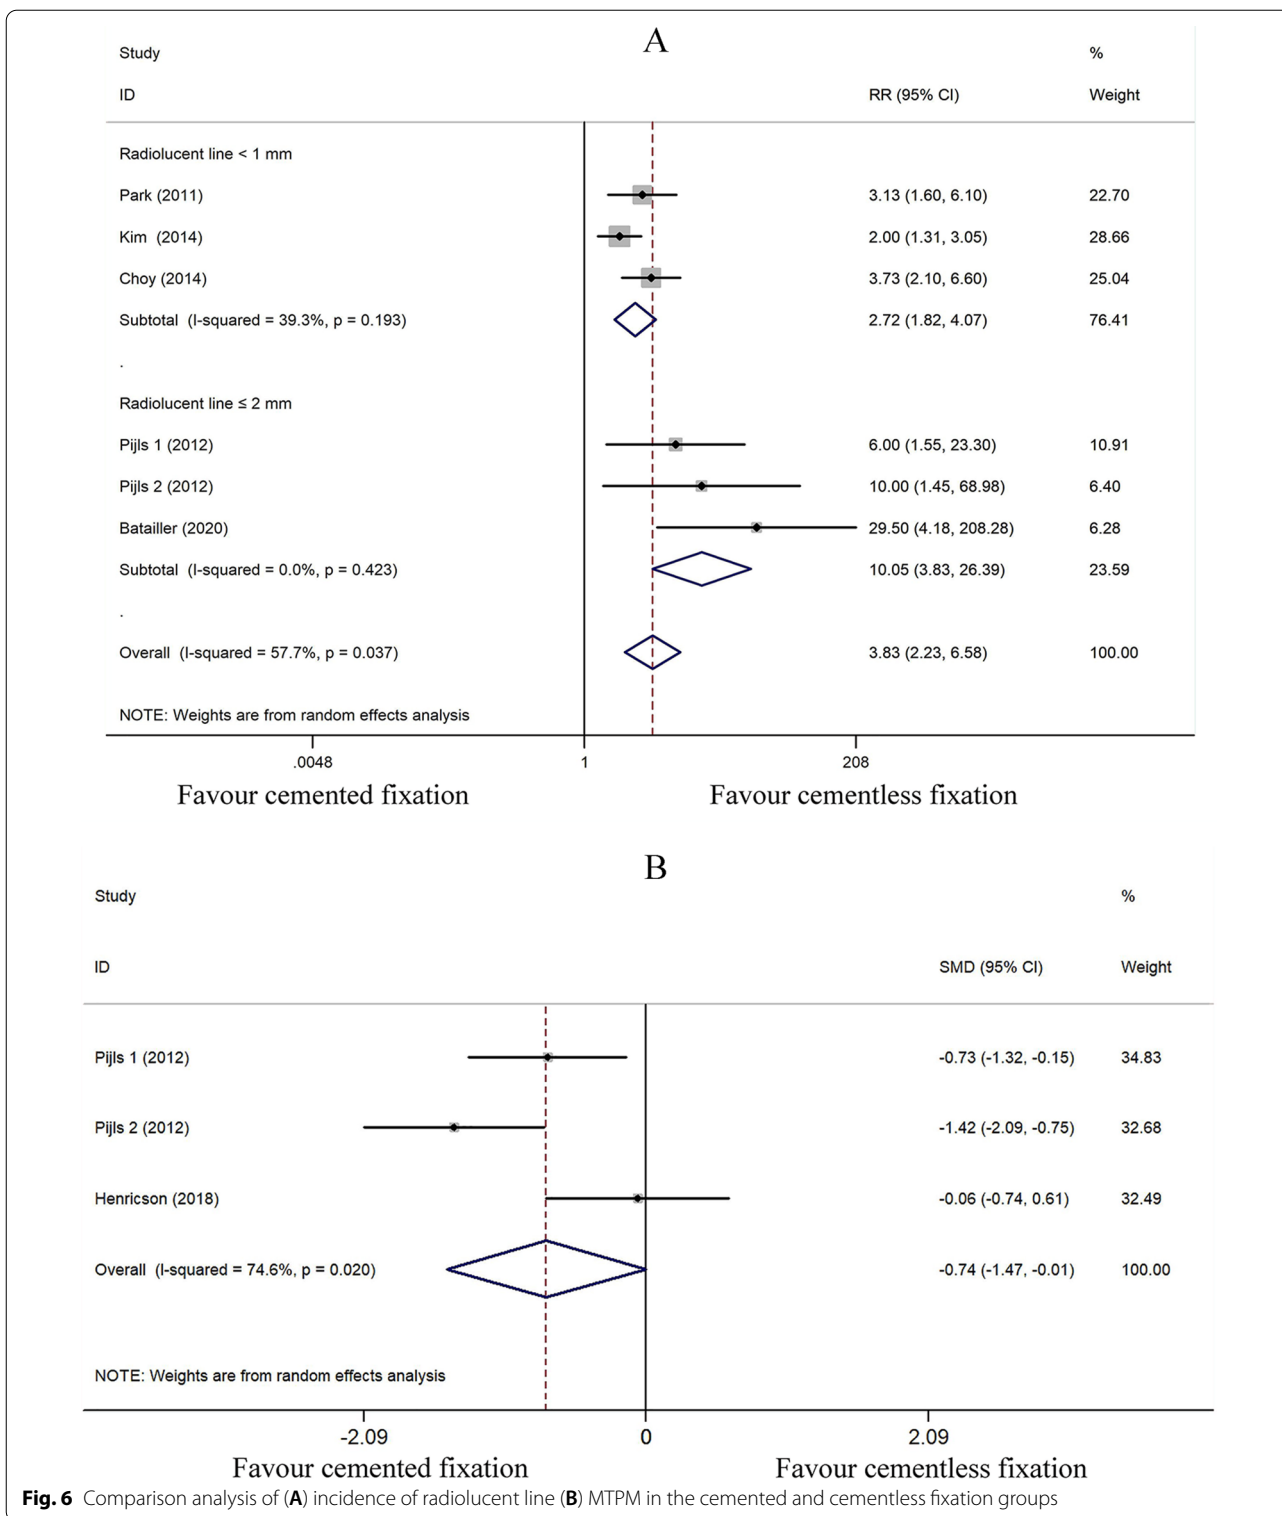 A
Study %
ID RR (95% CI) Weight
Radiolucent line < 1 mm
Park (2011) 3.13 (1.60, 6.10) 22.70
Kim (2014) 2.00 (1.31, 3.05) 28.66
Choy (2014) 3.73 (2.10, 6.60) 25.04
Subtotal (I-squared = 39.3%, p = 0.193) 2.72 (1.82, 4.07) 76.41
.
Radiolucent line ≤ 2 mm
Pijls 1 (2012) 6.00 (1.55, 23.30) 10.91
Pijls 2 (2012) 10.00 (1.45, 68.98) 6.40
Batailler (2020) 29.50 (4.18, 208.28) 6.28
Subtotal (I-squared = 0.0%, p = 0.423) 10.05 (3.83, 26.39) 23.59
.
Overall (I-squared = 57.7%, p = 0.037) 3.83 (2.23, 6.58) 100.00
NOTE: Weights are from random effects analysis
.0048 1 208
Favour cemented fixation Favour cementless fixation
B
Study %
ID SMD (95% CI) Weight
Pijls 1 (2012) -0.73 (-1.32, -0.15) 34.83
Pijls 2 (2012) -1.42 (-2.09, -0.75) 32.68
Henricson (2018) -0.06 (-0.74, 0.61) 32.49
Overall (I-squared = 74.6%, p = 0.020) -0.74 (-1.47, -0.01) 100.00
NOTE: Weights are from random effects analysis
-2.09 0 2.09
Favour cemented fixation Favour cementless fixation
Fig. 6 Comparison analysis of (A) incidence of radiolucent line (B) MTPM in the cemented and cementless fixation groups